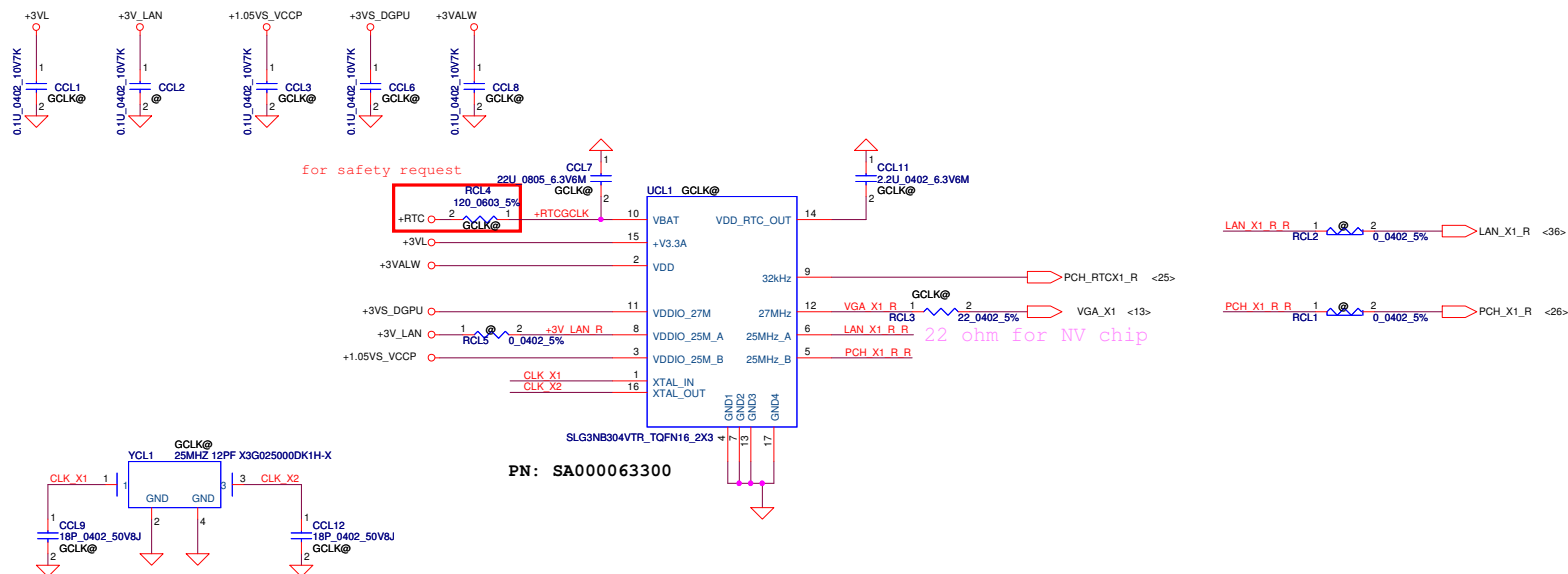 +3VL
+3V_LAN
+1.05VS_VCCP
+3VS_DGPU
+3VALW
0.1U_0402_10V7K
1
CCL1
GCLK@
2
0.1U_0402_10V7K
1
CCL2
@
2
0.1U_0402_10V7K
1
CCL3
GCLK@
2
0.1U_0402_10V7K
1
CCL6
GCLK@
2
0.1U_0402_10V7K
1
CCL8
GCLK@
2
for safety request
RCL4
120_0603_5%
+RTC
2
1
GCLK@
+RTCGCLK
1
CCL7
22U_0805_6.3V6M
GCLK@
2
1
CCL11
2.2U_0402_6.3V6M
GCLK@
2
UCL1 GCLK@
10 VBAT
VDD_RTC_OUT 14
+3VL
15 +V3.3A
+3VALW
2 VDD
32kHz 9
PCH_RTCX1_R <25>
+3VS_DGPU
11 VDDIO_27M
27MHz 12
VGA_X1_R
1
GCLK@
2
RCL3
22_0402_5%
VGA_X1 <13>
+3V_LAN
1
@
2
RCL5
0_0402_5%
+3V_LAN_R
8 VDDIO_25M_A
25MHz_A 6
LAN_X1_R_R
22 ohm for NV chip
+1.05VS_VCCP
3 VDDIO_25M_B
25MHz_B 5
PCH_X1_R_R
CLK_X1
1 XTAL_IN
CLK_X2
16 XTAL_OUT
GND1
GND2
GND3
GND4
4
7
13
17
SLG3NB304VTR_TQFN16_2X3
PN: SA000063300
LAN_X1_R_R
1
@
2
RCL2
0_0402_5%
LAN_X1_R <36>
PCH_X1_R_R
1
@
2
RCL1
0_0402_5%
PCH_X1_R <26>
GCLK@
YCL1
25MHZ 12PF X3G025000DK1H-X
CLK_X1
1
1
3
3
CLK_X2
GND
GND
2
4
1
CCL9
18P_0402_50V8J
GCLK@
2
1
CCL12
18P_0402_50V8J
GCLK@
2